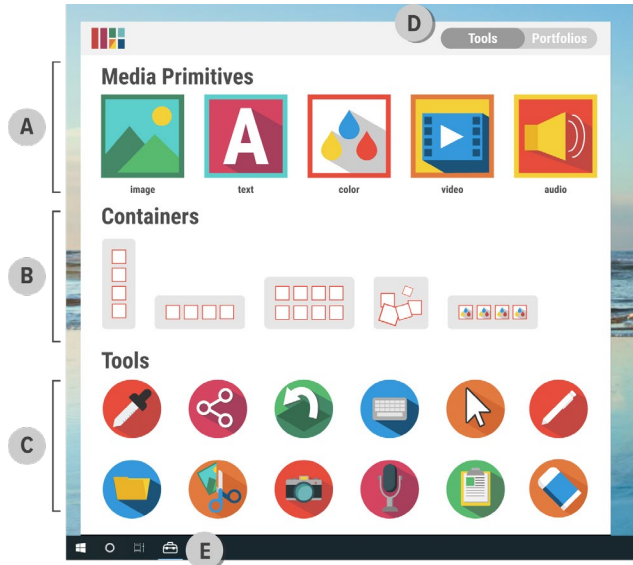 D
Tools Portfolios
Media Primitives
A
A
image text color video audio
Containers
B
Tools
C
E